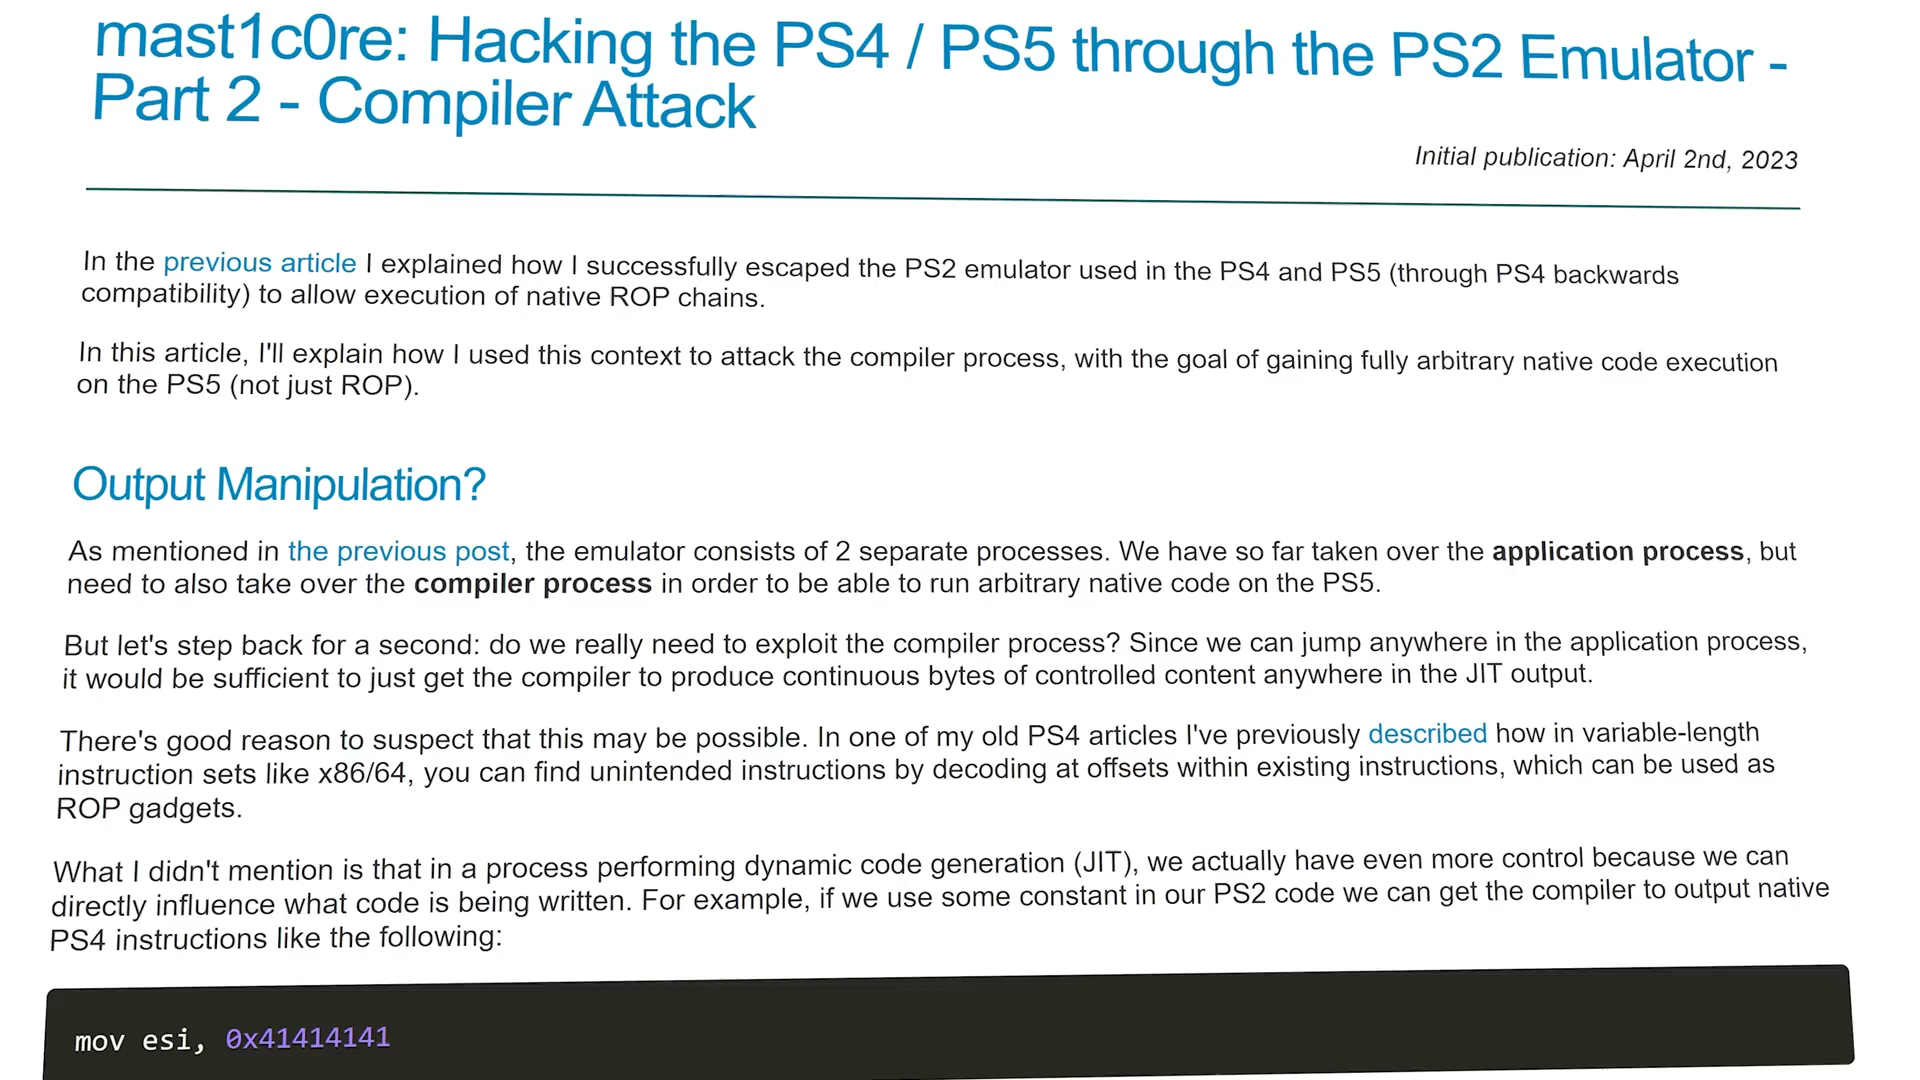 mast1c0re: Hacking the PS4 / PS5 through the PS2 Emulator -
Part 2 - Compiler Attack
Initial publication: April 2nd, 2023
In the previous article I explained how I successfully escaped the PS2 emulator used in the PS4 and PS5 (through PS4 backwards
compatibility) to allow execution of native ROP chains.
In this article, I'll explain how I used this context to attack the compiler process, with the goal of gaining fully arbitrary native code execution
on the PS5 (not just ROP).
Output Manipulation?
As mentioned in the previous post, the emulator consists of 2 separate processes. We have so far taken over the application process, but
need to also take over the compiler process in order to be able to run arbitrary native code on the PS5.
But let's step back for a second: do we really need to exploit the compiler process? Since we can jump anywhere in the application process,
it would be sufficient to just get the compiler to produce continuous bytes of controlled content anywhere in the JIT output.
There's good reason to suspect that this may be possible. In one of my old PS4 articles I've previously described how in variable-length
instruction sets like x86/64, you can find unintended instructions by decoding at offsets within existing instructions, which can be used as
ROP gadgets.
What I didn't mention is that in a process performing dynamic code generation (JIT), we actually have even more control because we can
directly influence what code is being written. For example, if we use some constant in our PS2 code we can get the compiler to output native
PS4 instructions like the following:
mov esi, 0x41414141